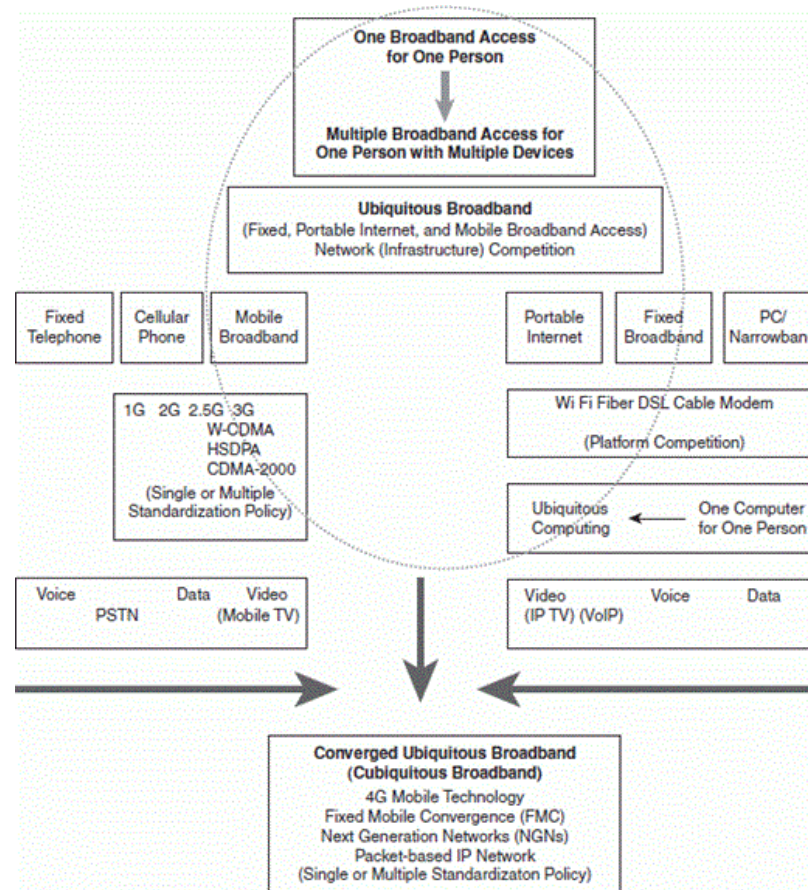 One Broadband Access
for One Person
Multiple Broadband Access for
One Person with Multiple Devices
Ubiquitous Broadband
(Fixed, Portable Internet, and Mobile Broadband Access)
Network (Infrastructure) Competition
Fixed
Telephone
Cellular
Phone
Mobile
Broadband
Portable
Internet
Fixed
Broadband
PC/
Narrowban
1G 2G 2.5G 3G
W-CDMA
HSDPA
CDMA-2000
(Single or Multiple
Standardization Policy)
Wi Fi Fiber DSL Cable Modem
(Platform Competition)
Ubiquitous
Computing
One Computer
for One Person
Voice Data Video
PSTN (Mobile TV)
Video Voice Data
(IP TV) (VoIP)
Converged Ubiquitous Broadband
(Cubiquitous Broadband)
4G Mobile Technology
Fixed Mobile Convergence (FMC)
Next Generation Networks (NGNs)
Packet-based IP Network
(Single or Multiple Standardizaton Policy)